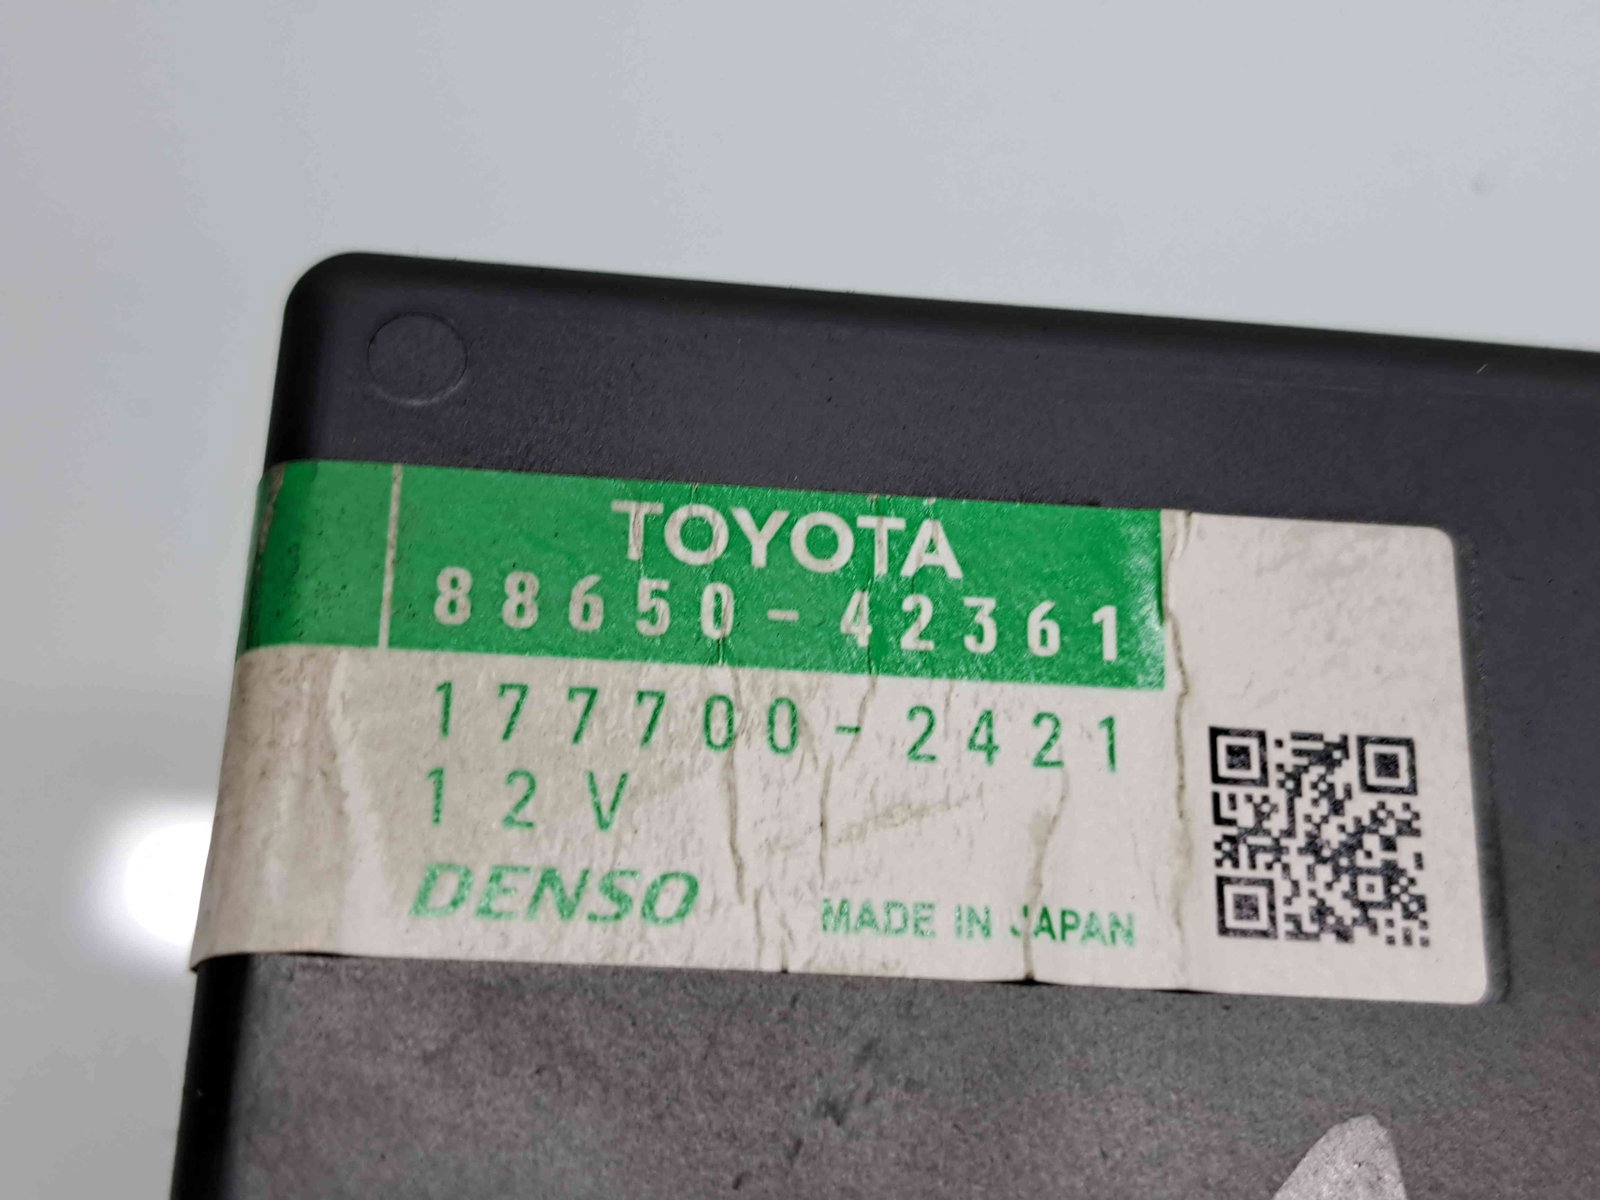 TOYOTA
88650-42361
177700-2421
12V
DENSO
MADE IN JAPAN